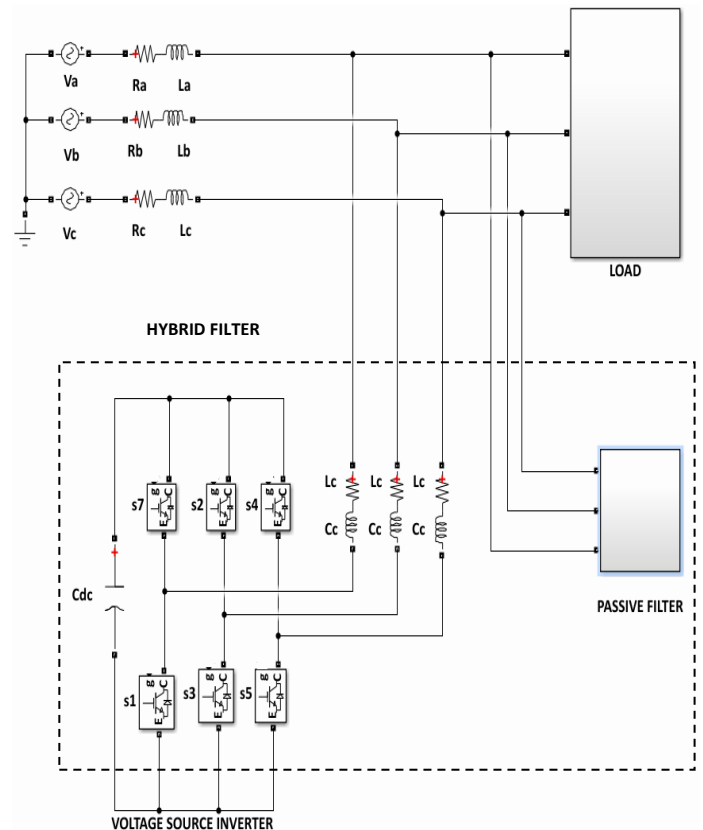 Va
Ra
La
Vb
Rb
Lb
Vc
Rc
Lc
LOAD
HYBRID FILTER
s7
g
C
E
s2
g
C
E
s4
g
C
E
Lc
Lc
Lc
Cc
Cc
Cc
Cdc
PASSIVE FILTER
s1
g
C
E
s3
g
C
E
s5
g
C
E
VOLTAGE SOURCE INVERTER